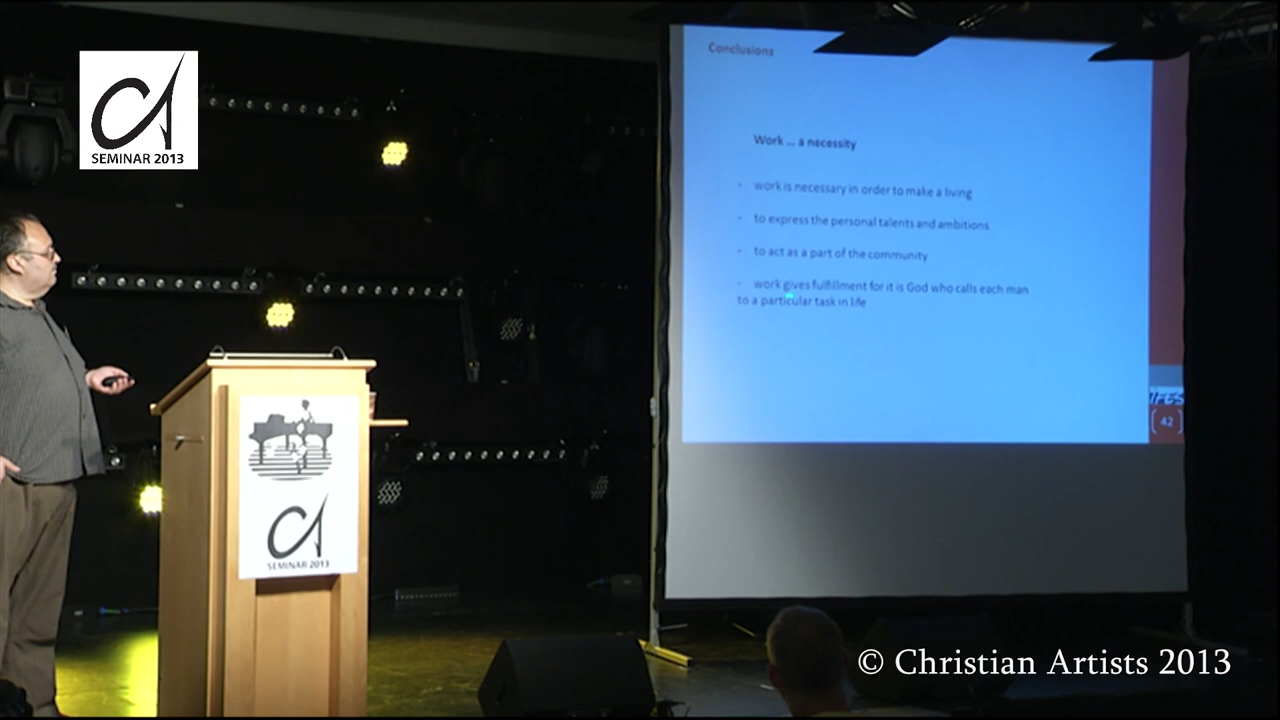 CA
SEMINAR 2013
Conclusions
Work ... a necessity
- work is necessary in order to make a living
- to express the personal talents and ambitions
- to act as a part of the community
- work gives fulfillment for it is God who calls each man
to a particular task in life
IFES
42
CA
SEMINAR 2013
© Christian Artists 2013